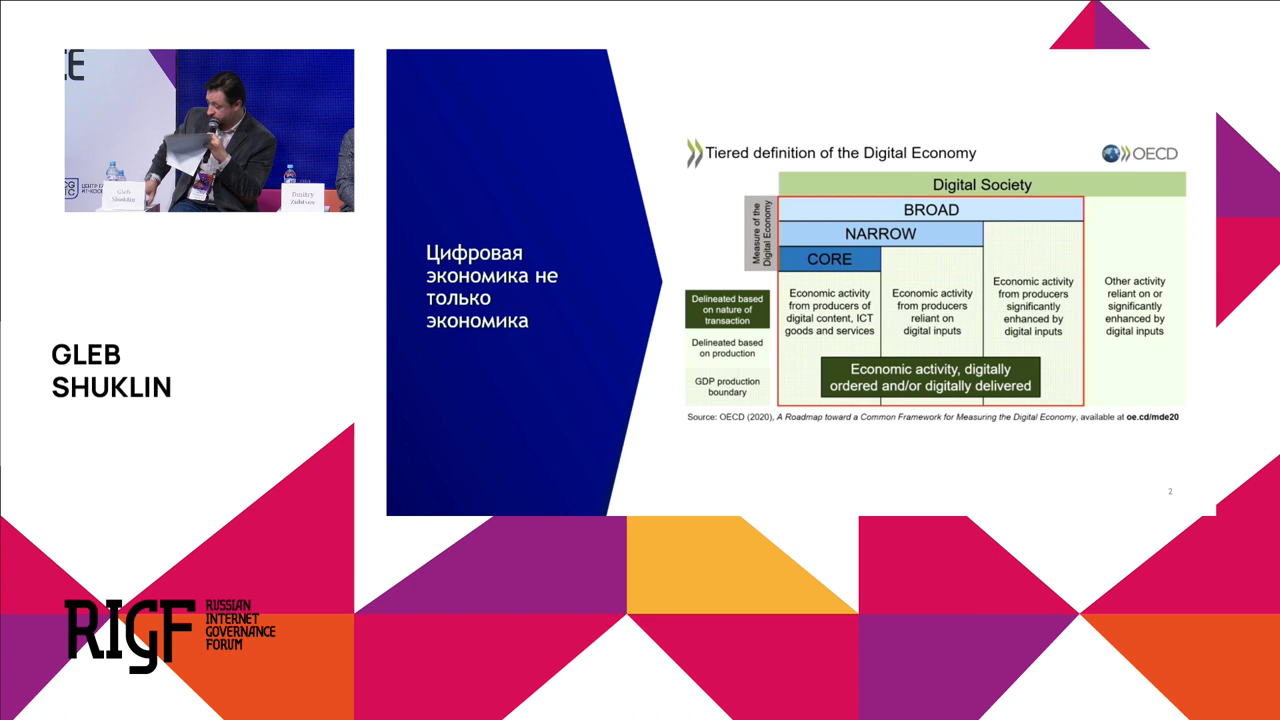 CE
ЦЕНТР
Gleb
Shuklin
Dmitry
GLEB
SHUKLIN
Цифровая
экономика не
только
экономика
Tiered definition of the Digital Economy
OECD
Digital Society
Measure of the
Digital Economy
BROAD
NARROW
CORE
Delineated based
on nature of
transaction
Delineated based
on production
GDP production
boundary
Economic activity
from producers of
digital content, ICT
goods and services
Economic activity
from producers
reliant on
digital inputs
Economic activity
from producers
significantly
enhanced by
digital inputs
Other activity
reliant on or
significantly
enhanced by
digital inputs
Economic activity, digitally
ordered and/or digitally delivered
Source: OECD (2020), A Roadmap toward a Common Framework for Measuring the Digital Economy, available at oe.cd/mde20
2
RIGF
RUSSIAN
INTERNET
GOVERNANCE
FORUM